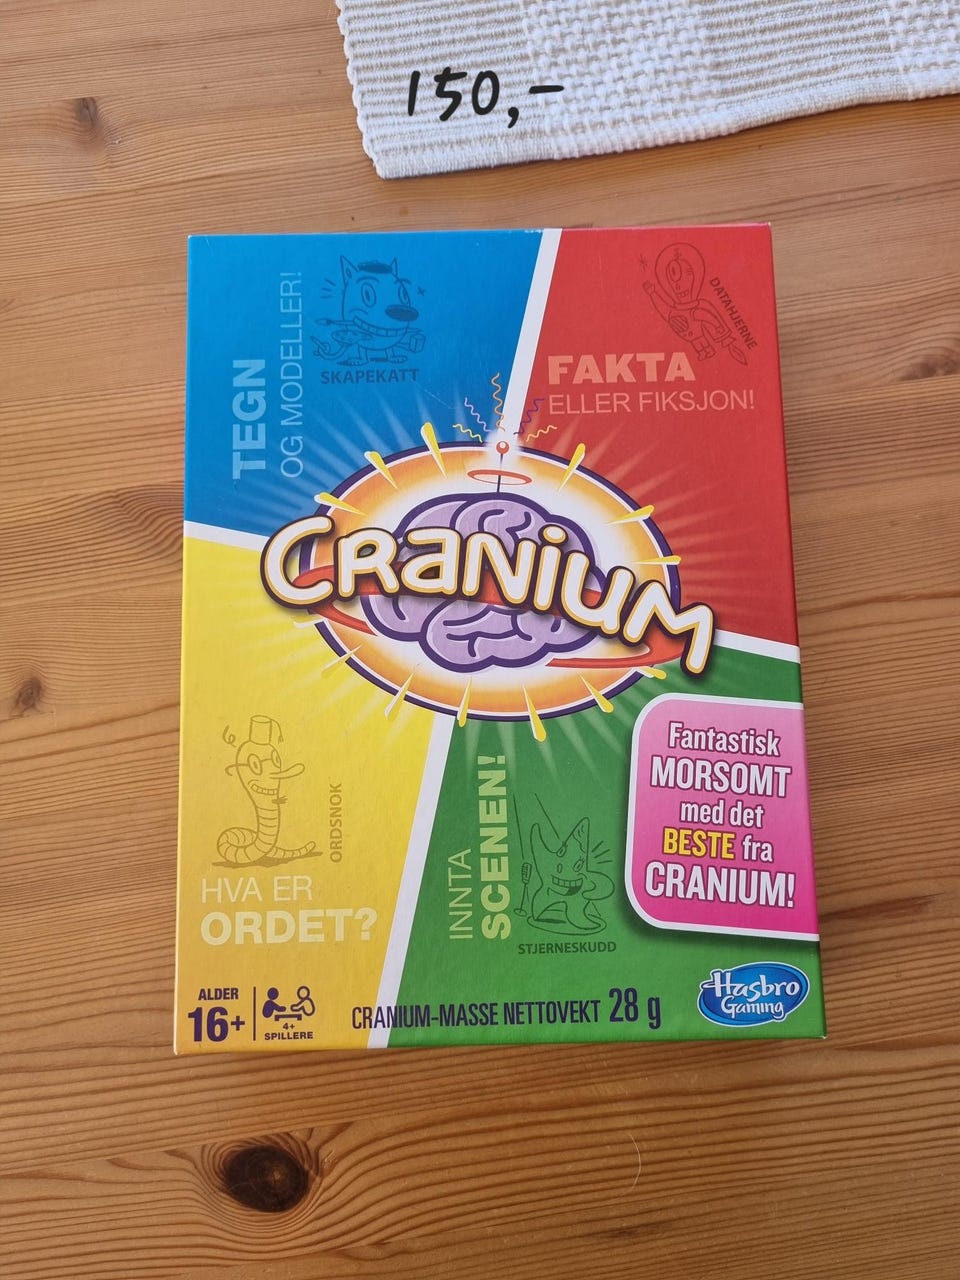 150,-
TEGN
OG MODELLER!
SKAPEKATT
DATAHJERNE
FAKTA
ELLER FIKSJON!
CRANIUM
ORDSNOK
HVA ER
ORDET?
INNTA
SCENEN!
STJERNESKUDD
Fantastisk
MORSOMT
med det
BESTE fra
CRANIUM!
ALDER
16+
4+
SPILLERE
CRANIUM-MASSE NETTOVEKT 28 g
Hasbro
Gaming